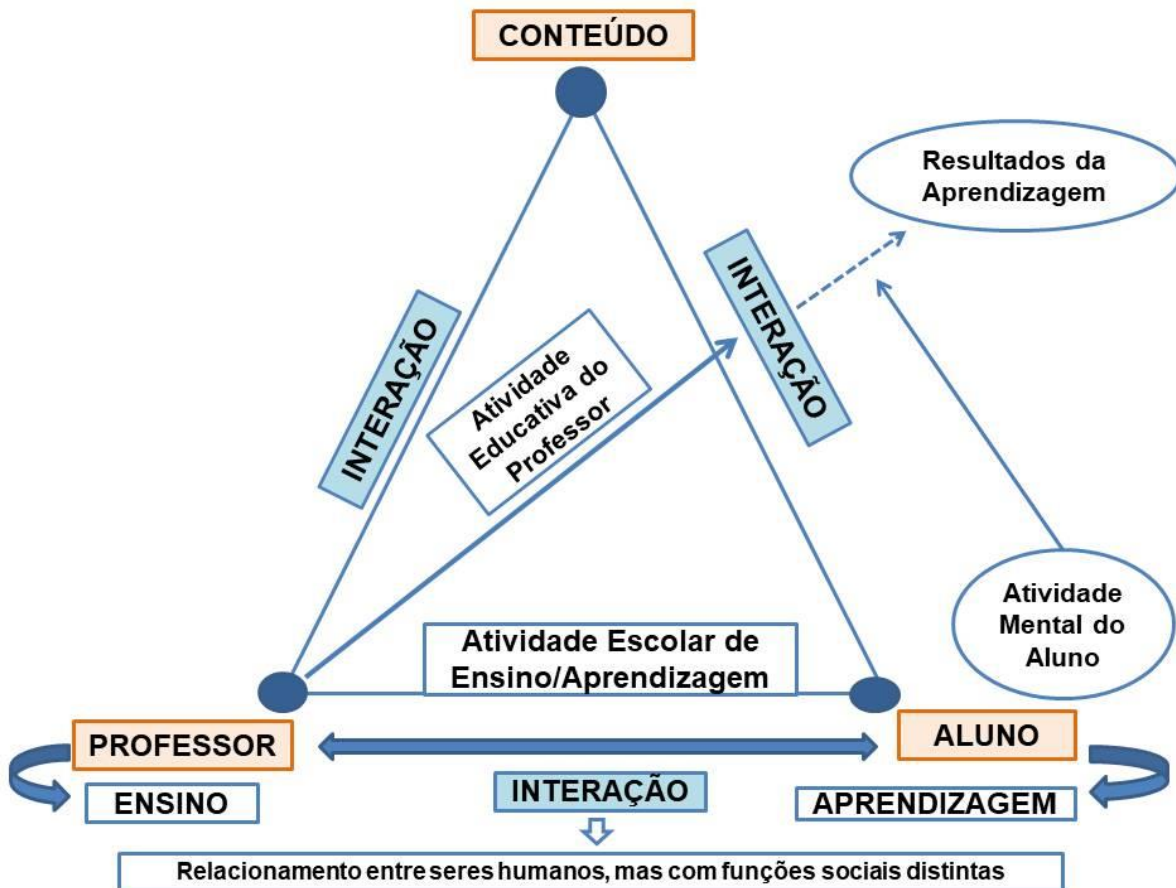 CONTEÚDO
Resultados da
Aprendizagem
INTERAÇÃO
INTERAÇÃO
Atividade
Educativa do
Professor
Atividade
Mental do
Aluno
Atividade Escolar de
Ensino/Aprendizagem
PROFESSOR
ALUNO
ENSINO
INTERAÇÃO
APRENDIZAGEM
Relacionamento entre seres humanos, mas com funções sociais distintas